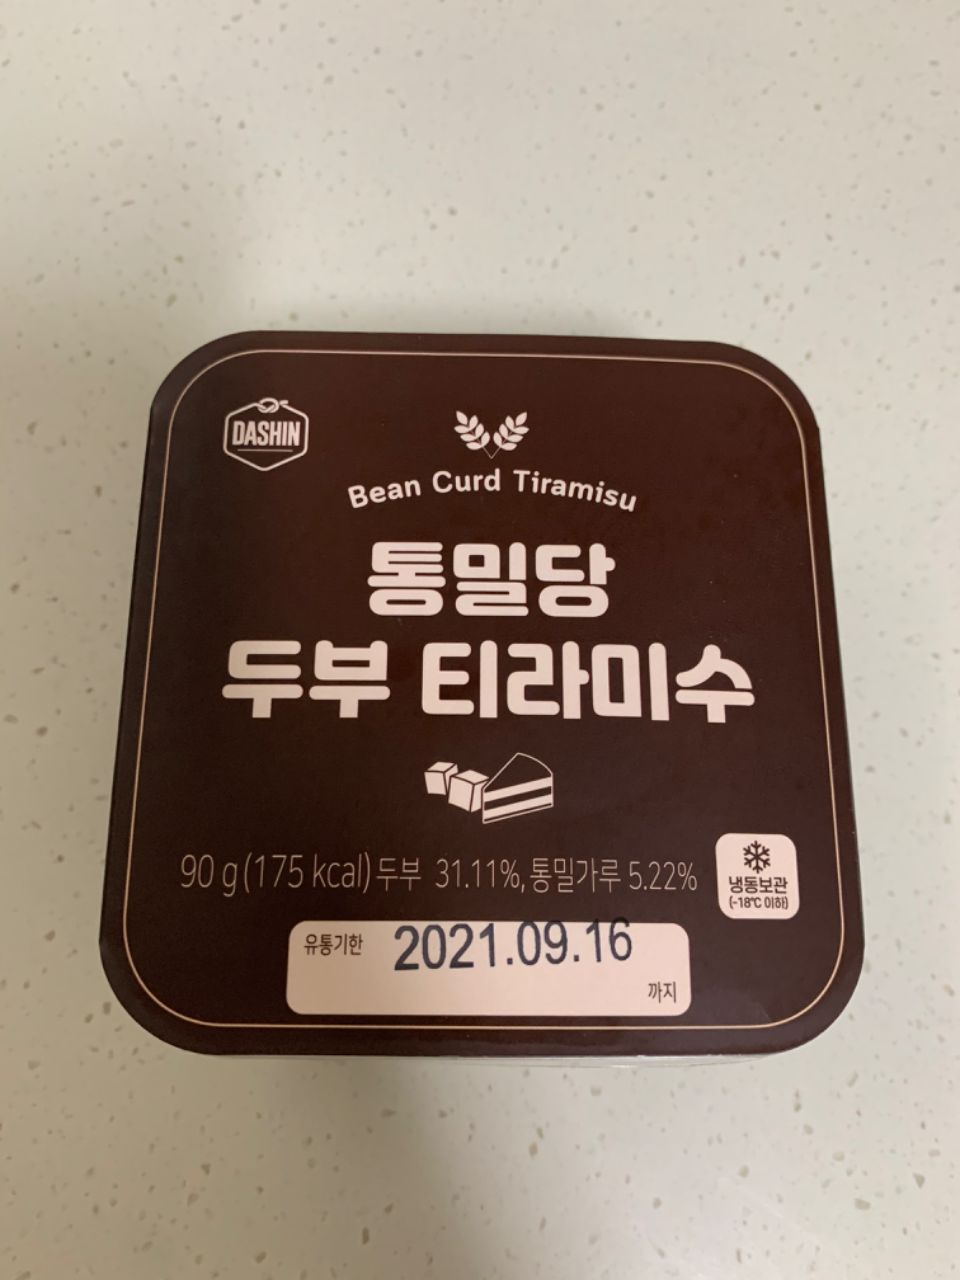 DASHIN
Bean Curd Tiramisu
통밀당
두부 티라미수
90 g (175 kcal) 두부 31.11%, 통밀가루 5.22%
냉동보관
(-18℃ 이하)
유통기한 2021.09.16
까지